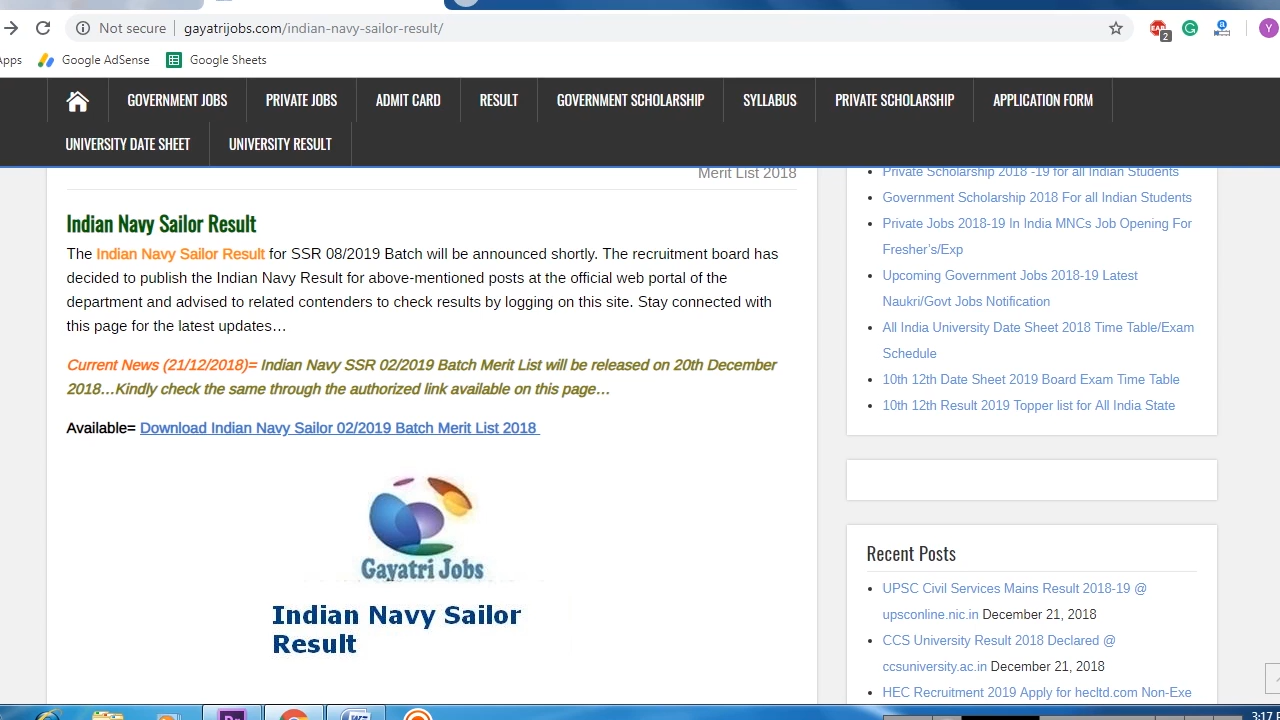 Not secure | gayatrijobs.com/indian-navy-sailor-result/
2
Y
Apps Google AdSense Google Sheets
GOVERNMENT JOBS PRIVATE JOBS ADMIT CARD RESULT GOVERNMENT SCHOLARSHIP SYLLABUS PRIVATE SCHOLARSHIP APPLICATION FORM
UNIVERSITY DATE SHEET UNIVERSITY RESULT
Merit List 2018
Indian Navy Sailor Result
The Indian Navy Sailor Result for SSR 08/2019 Batch will be announced shortly. The recruitment board has
decided to publish the Indian Navy Result for above-mentioned posts at the official web portal of the
department and advised to related contenders to check results by logging on this site. Stay connected with
this page for the latest updates…
Current News (21/12/2018)= Indian Navy SSR 02/2019 Batch Merit List will be released on 20th December
2018…Kindly check the same through the authorized link available on this page…
Available= Download Indian Navy Sailor 02/2019 Batch Merit List 2018
Gayatri Jobs
Indian Navy Sailor
Result
Private Scholarship 2018 -19 for all Indian Students
Government Scholarship 2018 For all Indian Students
Private Jobs 2018-19 In India MNCs Job Opening For
Fresher's/Exp
Upcoming Government Jobs 2018-19 Latest
Naukri/Govt Jobs Notification
All India University Date Sheet 2018 Time Table/Exam
Schedule
10th 12th Date Sheet 2019 Board Exam Time Table
10th 12th Result 2019 Topper list for All India State
Recent Posts
UPSC Civil Services Mains Result 2018-19 @
upsconline.nic.in December 21, 2018
CCS University Result 2018 Declared @
ccsuniversity.ac.in December 21, 2018
HEC Recruitment 2019 Apply for hecltd.com Non-Exe
3:17